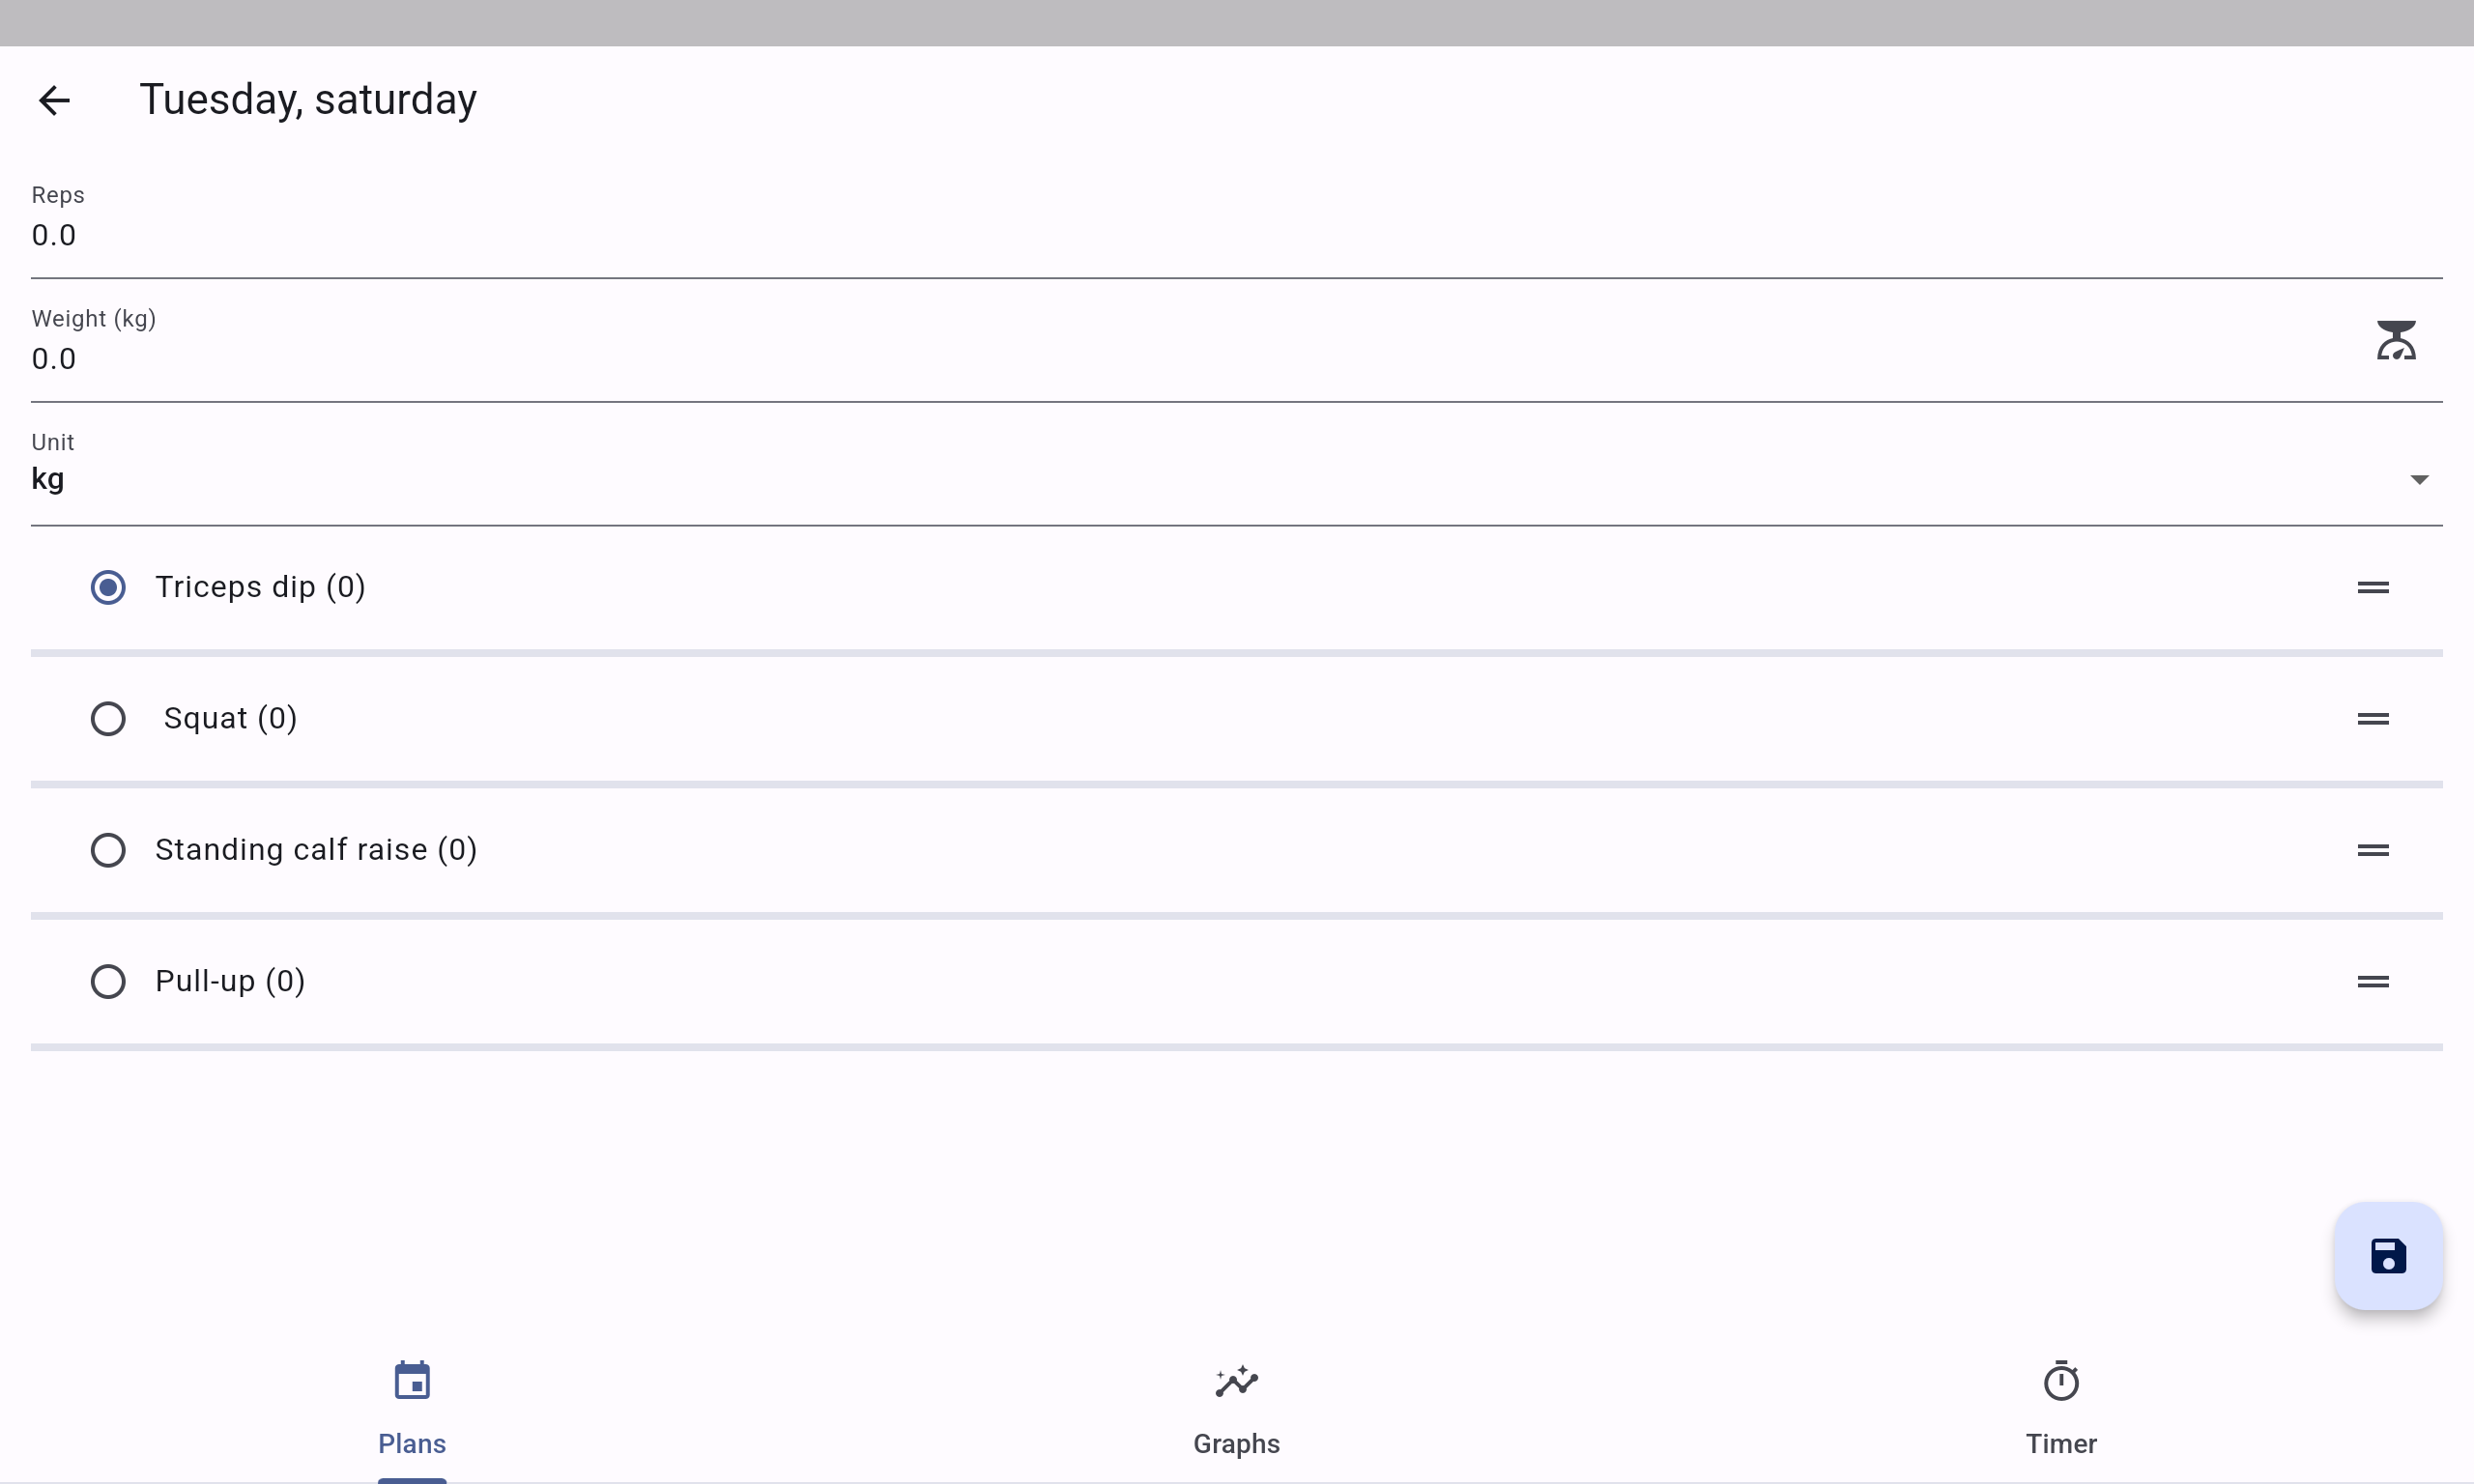 Tuesday, saturday
Reps
0.0
Weight (kg)
0.0
Unit
kg
Triceps dip (0)
Squat (0)
Standing calf raise (0)
Pull-up (0)
Plans
Graphs
Timer